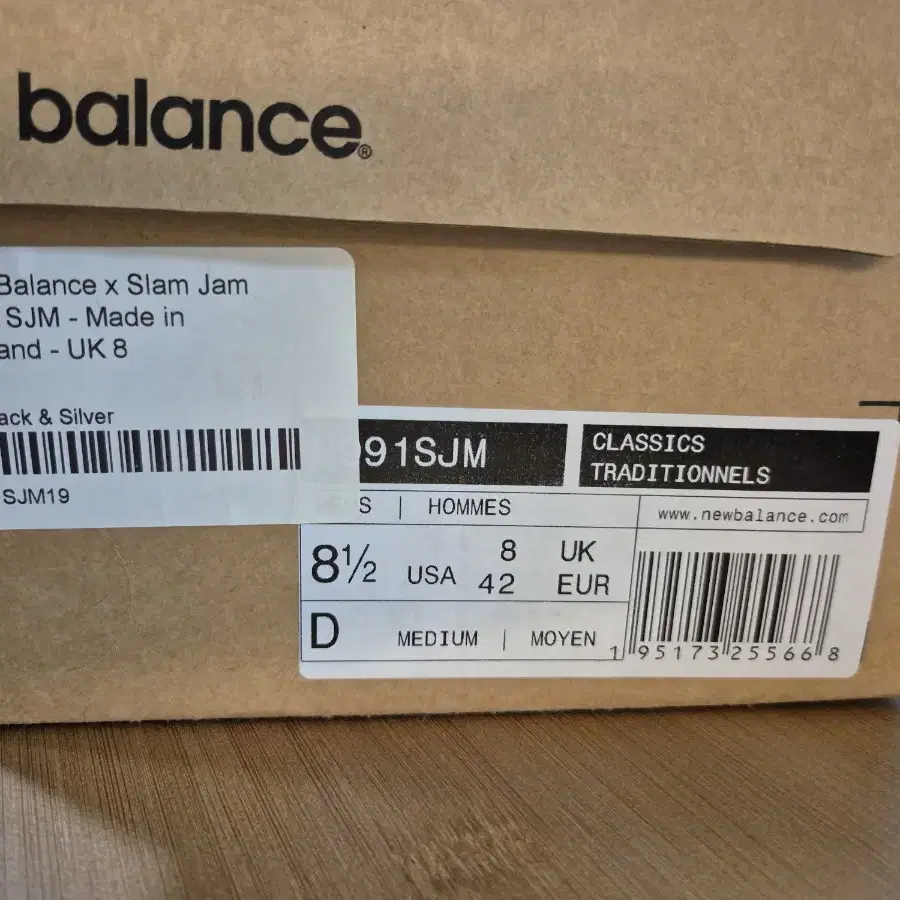 balance®
Balance x Slam Jam
SJM - Made in
and - UK 8
ack & Silver
SJM19
991SJM
CLASSICS
TRADITIONNELS
S | HOMMES
www.newbalance.com
8½ USA 8 UK
42 EUR
D MEDIUM | MOYEN
1 95173 25566 8